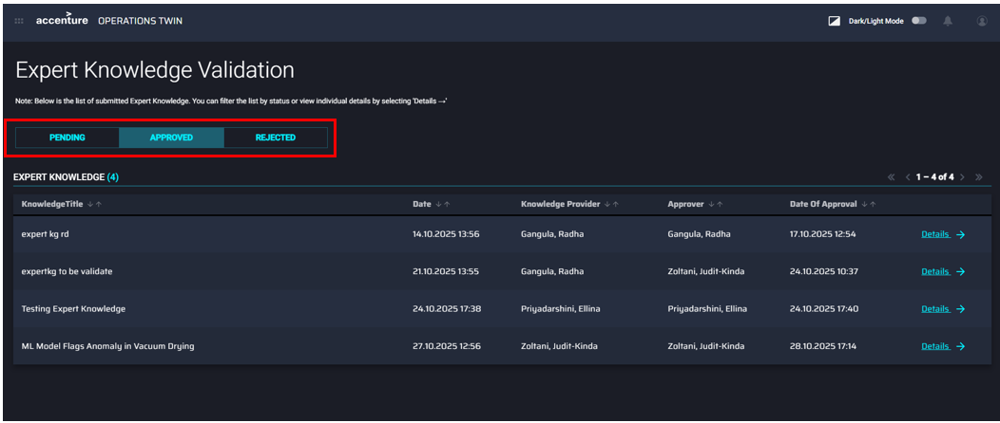 accenture OPERATIONS TWIN Dark/Light Mode
Expert Knowledge Validation
Note: Below is the list of submitted Expert Knowledge. You can filter the list by status or view individual details by selecting 'Details →'
PENDING APPROVED REJECTED
EXPERT KNOWLEDGE (4) « < 1 – 4 of 4 > »
KnowledgeTitle ↓↑ Date ↓↑ Knowledge Provider ↓↑ Approver ↓↑ Date Of Approval ↓↑
expert kg rd 14.10.2025 13:56 Gangula, Radha Gangula, Radha 17.10.2025 12:54 Details →
expertkg to be validate 21.10.2025 13:55 Gangula, Radha Zoltani, Judit-Kinda 24.10.2025 10:37 Details →
Testing Expert Knowledge 24.10.2025 17:38 Priyadarshini, Ellina Priyadarshini, Ellina 24.10.2025 17:40 Details →
ML Model Flags Anomaly in Vacuum Drying 27.10.2025 12:56 Zoltani, Judit-Kinda Zoltani, Judit-Kinda 28.10.2025 17:14 Details →